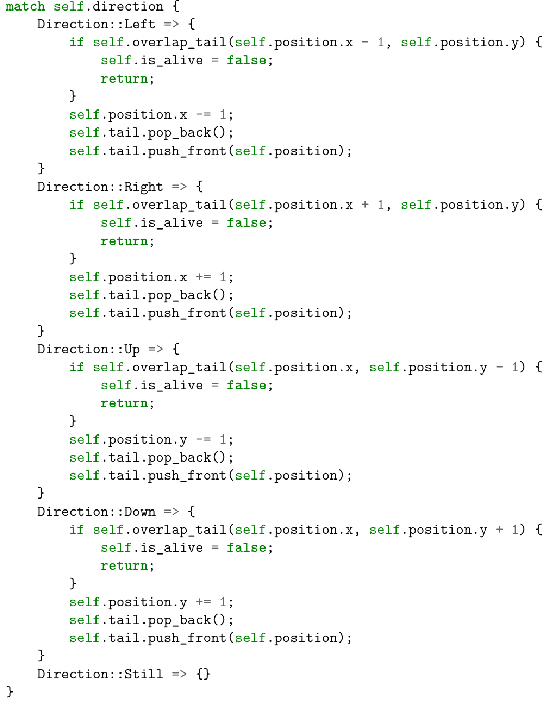 match self.direction {
    Direction::Left => {
        if self.overlap_tail(self.position.x - 1, self.position.y) {
            self.is_alive = false;
            return;
        }
        self.position.x -= 1;
        self.tail.pop_back();
        self.tail.push_front(self.position);
    }
    Direction::Right => {
        if self.overlap_tail(self.position.x + 1, self.position.y) {
            self.is_alive = false;
            return;
        }
        self.position.x += 1;
        self.tail.pop_back();
        self.tail.push_front(self.position);
    }
    Direction::Up => {
        if self.overlap_tail(self.position.x, self.position.y - 1) {
            self.is_alive = false;
            return;
        }
        self.position.y -= 1;
        self.tail.pop_back();
        self.tail.push_front(self.position);
    }
    Direction::Down => {
        if self.overlap_tail(self.position.x, self.position.y + 1) {
            self.is_alive = false;
            return;
        }
        self.position.y += 1;
        self.tail.pop_back();
        self.tail.push_front(self.position);
    }
    Direction::Still => {}
}